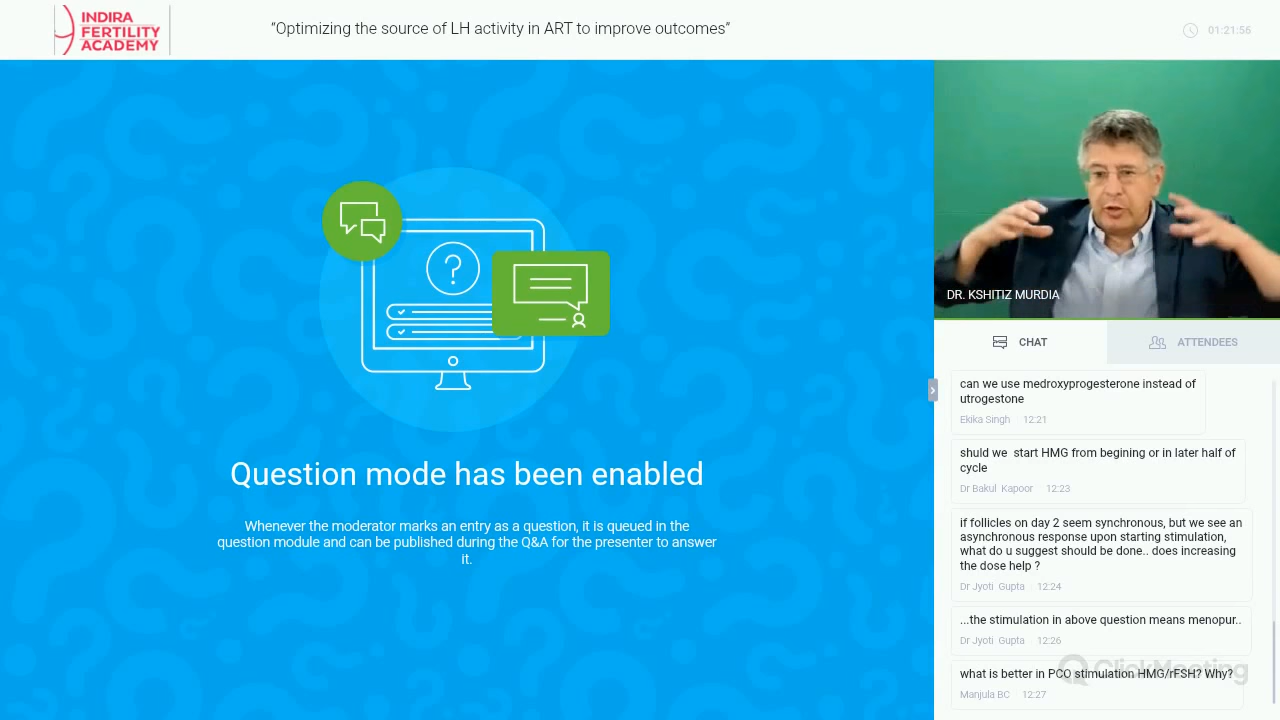 INDIRA
FERTILITY
ACADEMY
“Optimizing the source of LH activity in ART to improve outcomes”
01:21:56
DR. KSHITIZ MURDIA
CHAT
ATTENDEES
can we use medroxyprogesterone instead of
utrogestone
Ekika Singh 12:21
should we start HMG from begining or in later half of
cycle
Dr Bakul Kapoor 12:23
if follicles on day 2 seem synchronous, but we see an
asynchronous response upon starting stimulation,
what do u suggest should be done.. does increasing
the dose help ?
Dr Jyoti Gupta 12:24
...the stimulation in above question means menopur..
Dr Jyoti Gupta 12:26
what is better in PCO stimulation HMG/rFSH? Why?
Manjula BC 12:27
ClickMeeting
Question mode has been enabled
Whenever the moderator marks an entry as a question, it is queued in the
question module and can be published during the Q&A for the presenter to answer
it.